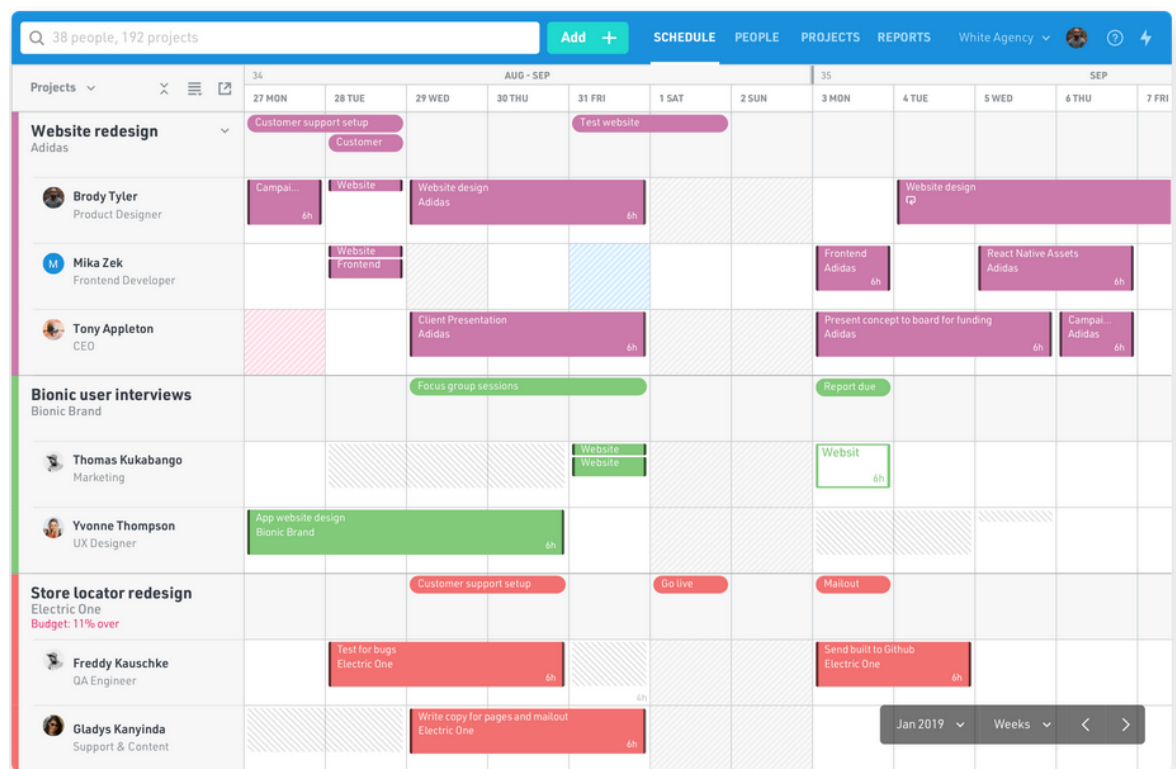 38 people, 192 projects
Add +
SCHEDULE PEOPLE PROJECTS REPORTS
White Agency
?
Projects
34 AUG - SEP 35 SEP
27 MON 28 TUE 29 WED 30 THU 31 FRI 1 SAT 2 SUN 3 MON 4 TUE 5 WED 6 THU 7 FRI
Website redesign
Adidas
Customer support setup
Customer
Test website
Brody Tyler
Product Designer
Campai...
6h
Website
Website design
Adidas
6h
Website design
M
Mika Zek
Frontend Developer
Website
Frontend
Frontend
Adidas
6h
React Native Assets
Adidas
6h
Tony Appleton
CEO
Client Presentation
Adidas
6h
Present concept to board for funding
Adidas
6h
Campai...
Adidas
6h
Bionic user interviews
Bionic Brand
Focus group sessions
Report due
Thomas Kukabango
Marketing
Website
Website
Websit
6h
Yvonne Thompson
UX Designer
App website design
Bionic Brand
6h
Store locator redesign
Electric One
Budget: 11% over
Customer support setup
Go live
Mailout
Freddy Kauschke
QA Engineer
Test for bugs
Electric One
6h
4h
Send built to Github
Electric One
6h
Gladys Kanyinda
Support & Content
Write copy for pages and mailout
Electric One
6h
Jan 2019 Weeks